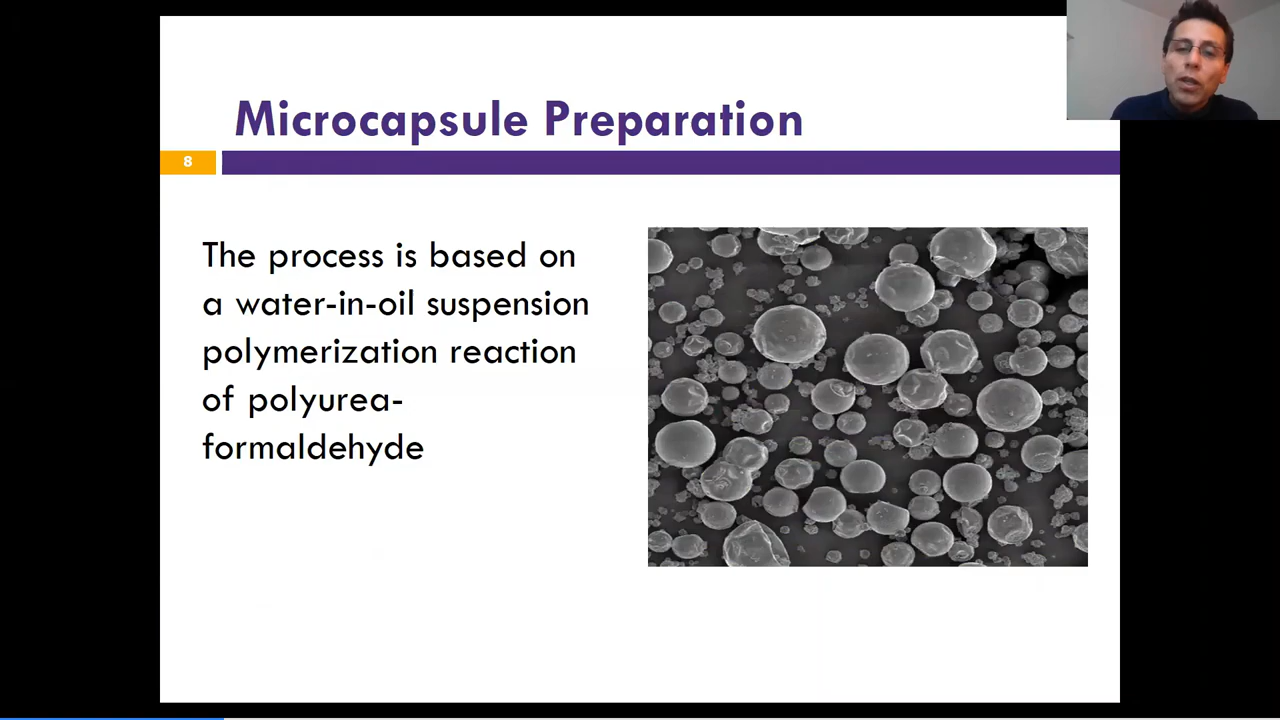 Microcapsule Preparation
8
The process is based on
a water-in-oil suspension
polymerization reaction
of polyurea-
formaldehyde